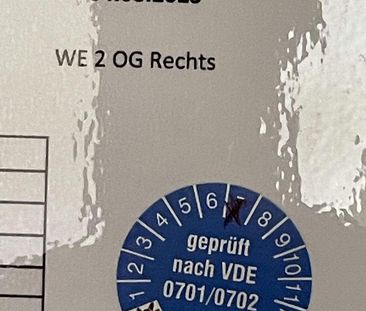 WE 2 OG Rechts
1 2 3 4 5 6 7 8 9 10 11
geprüft
nach VDE
0701/0702